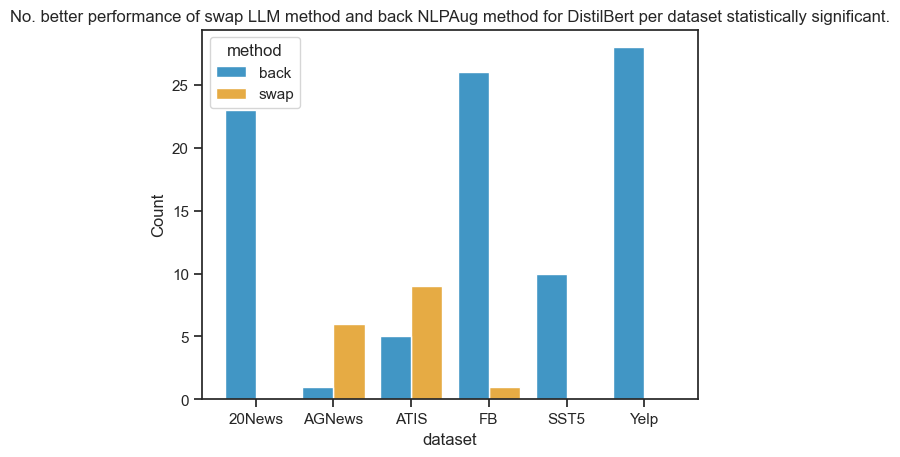 No. better performance of swap LLM method and back NLPAug method for DistilBert per dataset statistically significant.
method
back
swap
25
20
15
10
5
0
Count
20News AGNews ATIS FB SST5 Yelp
dataset